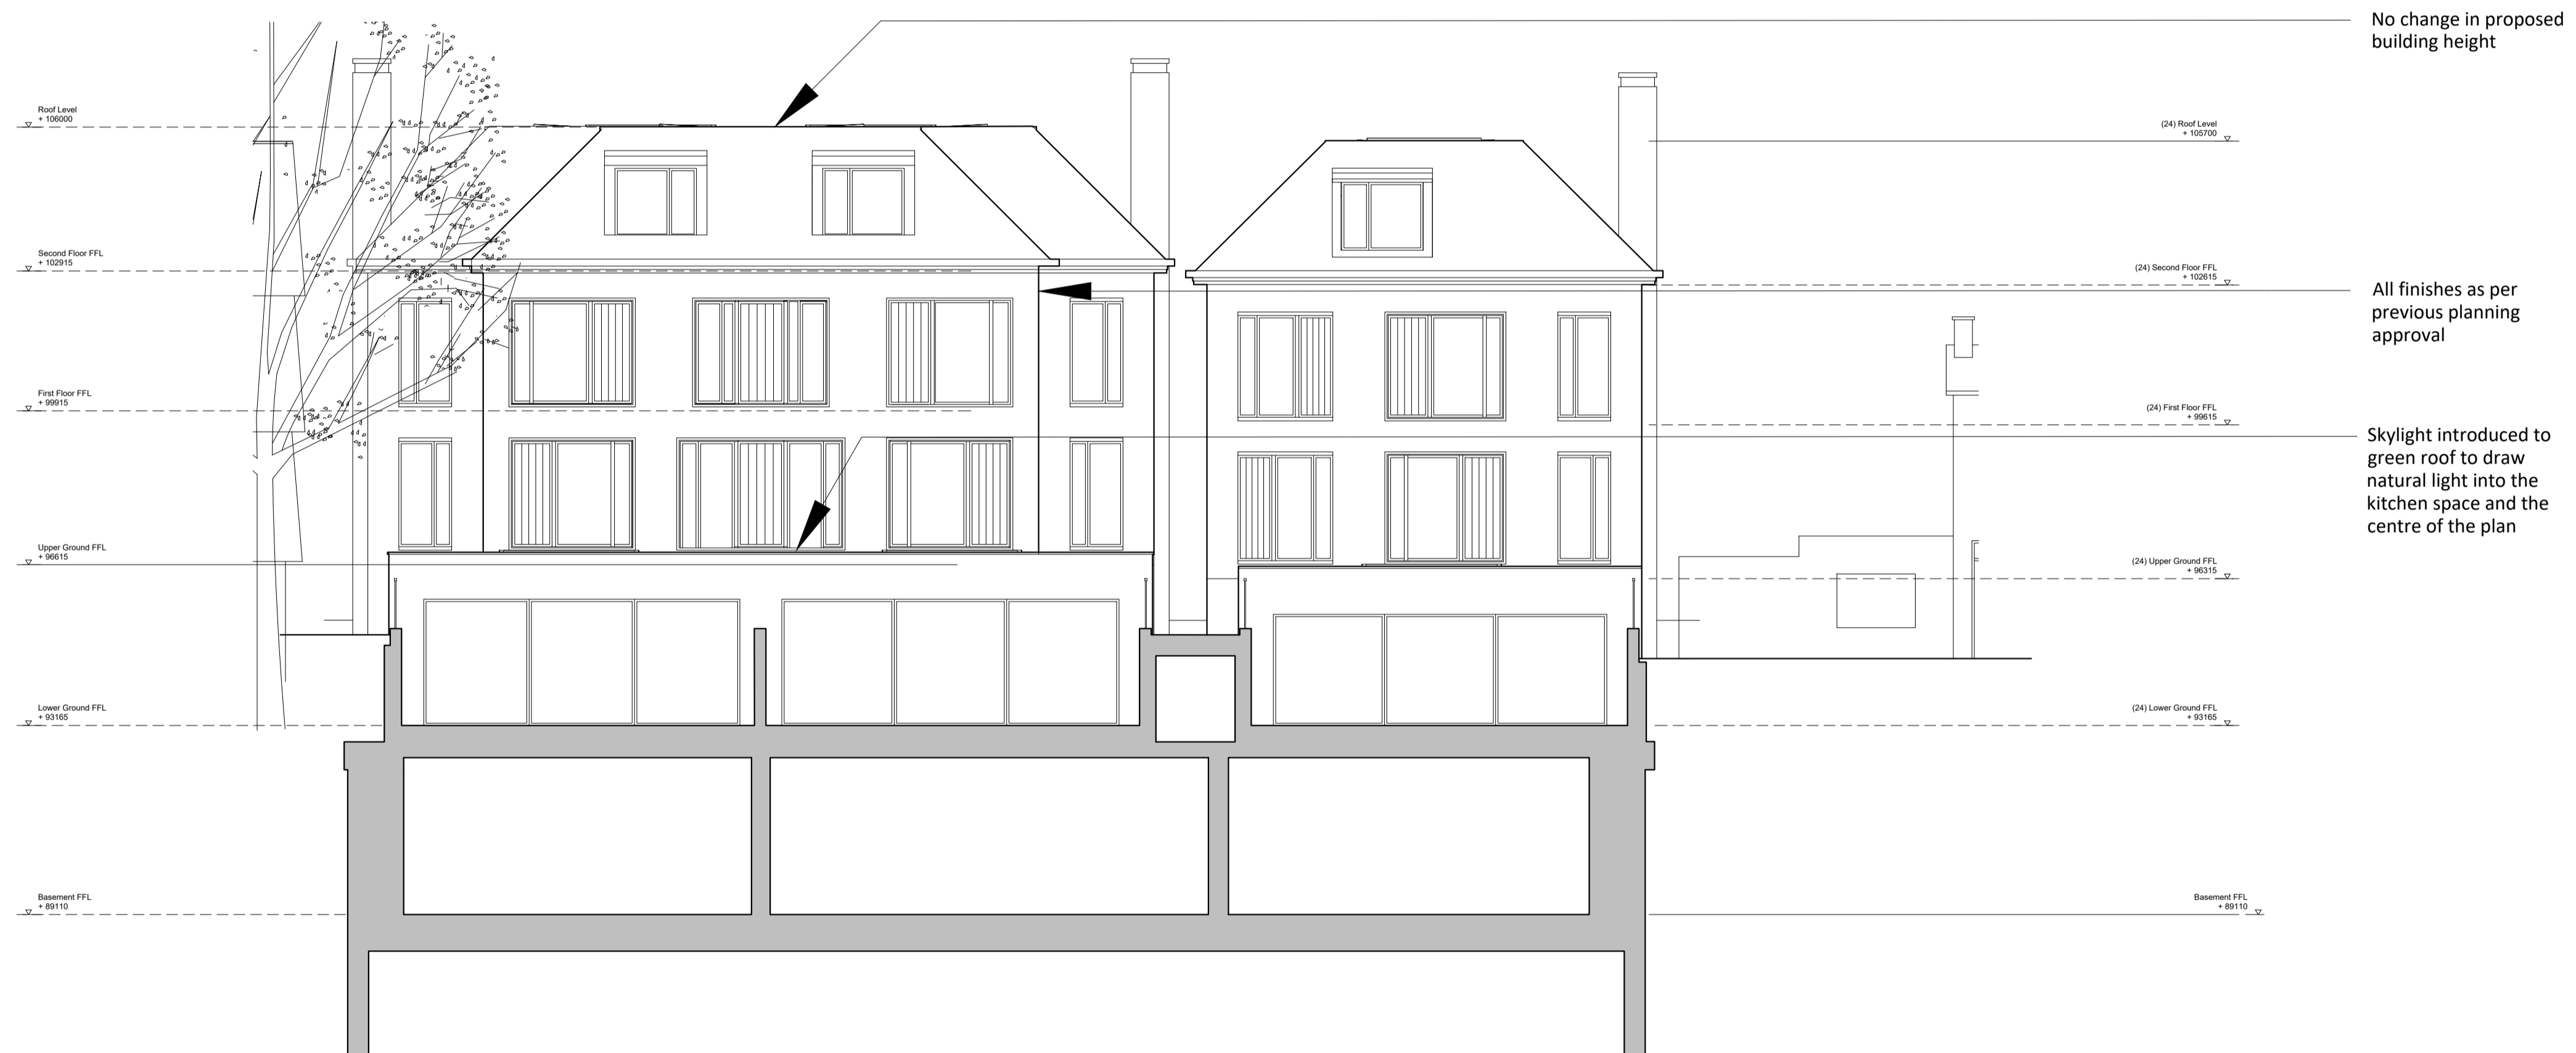 No change in proposed
building height
Roof Level
+ 106000
(24) Roof Level
+ 105700
Second Floor FFL
+ 102915
(24) Second Floor FFL
+ 102615
All finishes as per
previous planning
approval
First Floor FFL
+ 99915
(24) First Floor FFL
+ 99615
Skylight introduced to
green roof to draw
natural light into the
kitchen space and the
centre of the plan
Upper Ground FFL
+ 96615
(24) Upper Ground FFL
+ 96315
Lower Ground FFL
+ 93165
(24) Lower Ground FFL
+ 93165
Basement FFL
+ 89110
Basement FFL
+ 89110